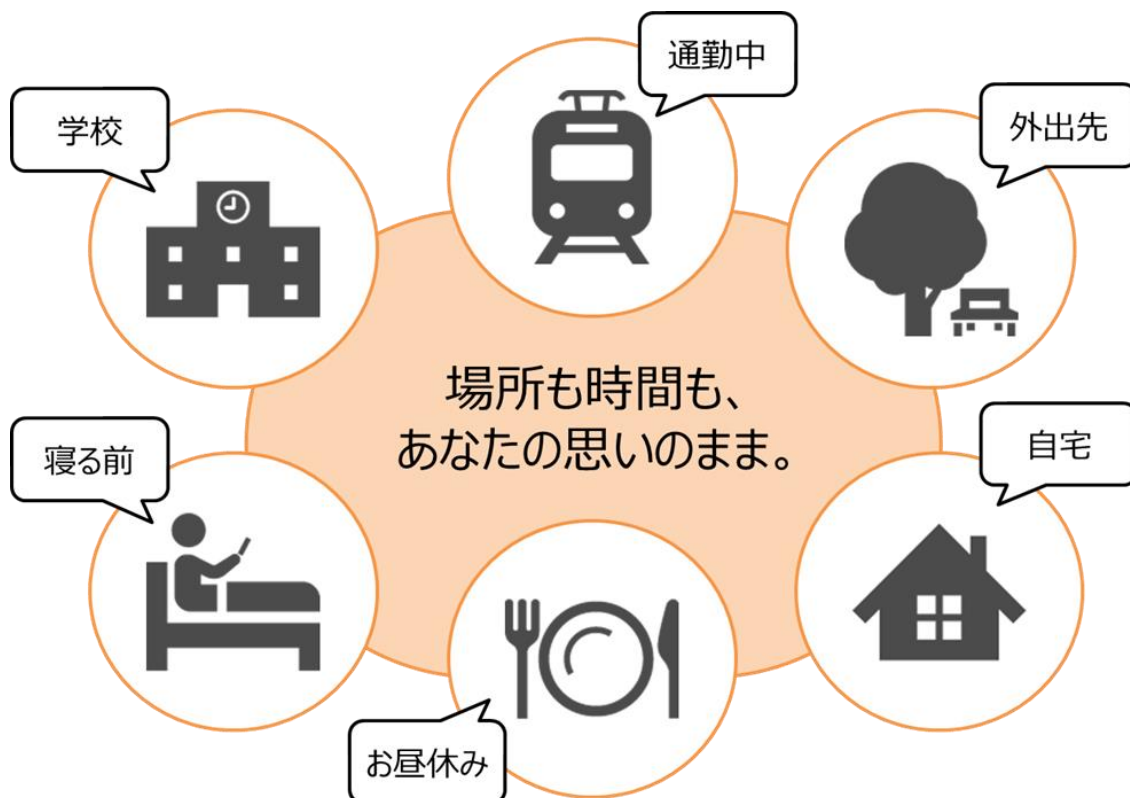 通勤中
学校
外出先
場所も時間も、
あなたの思いのまま。
寝る前
自宅
お昼休み